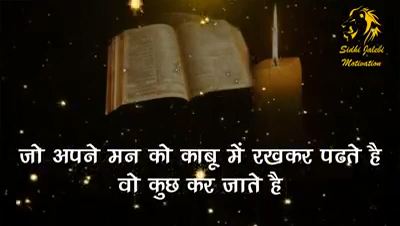 Sidhi Jalebi
Motivation
जो अपने मन को काबू में रखकर पढते है
वो कुछ कर जाते है